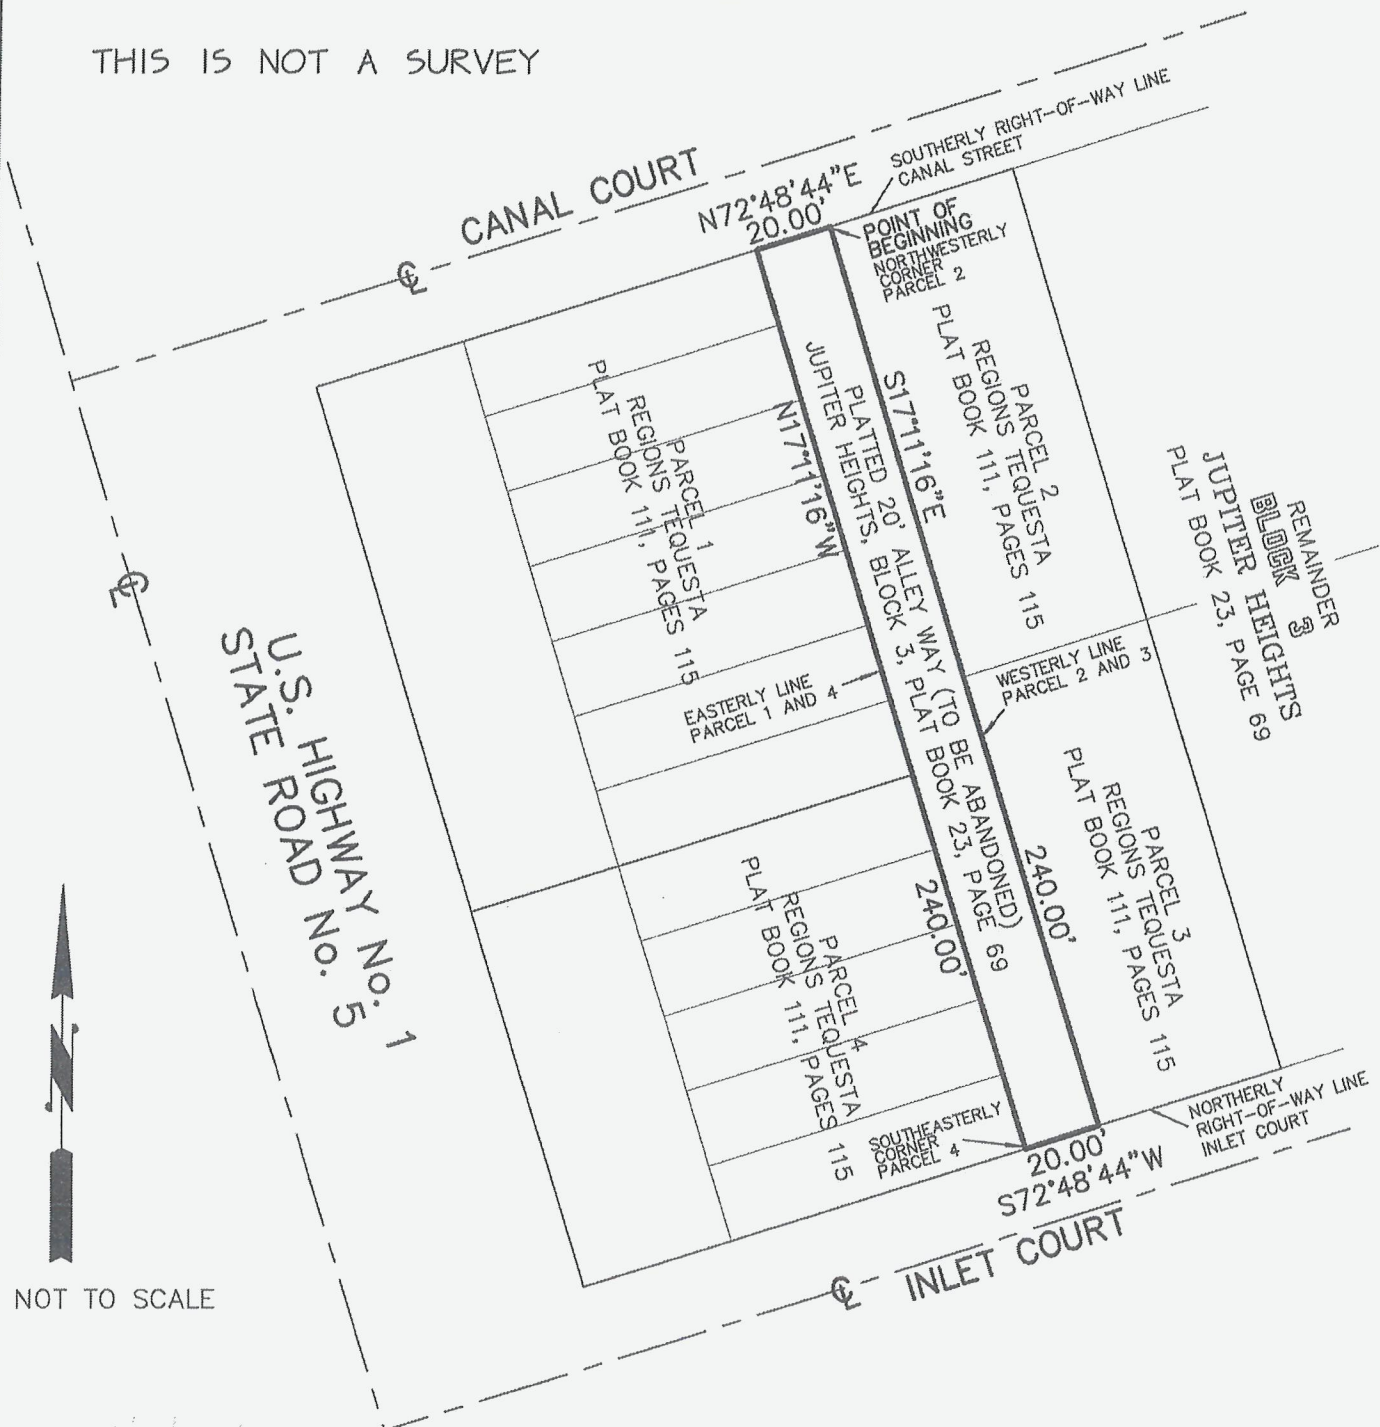 THIS IS NOT A SURVEY
CANAL COURT
N72°48'44"E
20.00'
SOUTHERLY RIGHT-OF-WAY LINE
CANAL STREET
POINT OF
BEGINNING
NORTHWESTERLY
CORNER
PARCEL 2
PARCEL 1
REGIONS TEQUESTA
PLAT BOOK 111, PAGES 115
N17°11'16"W
PLATTED 20' ALLEY WAY (TO BE ABANDONED)
JUPITER HEIGHTS, BLOCK 3, PLAT BOOK 23, PAGE 69
S17°11'16"E
PARCEL 2
REGIONS TEQUESTA
PLAT BOOK 111, PAGES 115
REMAINDER
BLOCK 3
JUPITER HEIGHTS
PLAT BOOK 23, PAGE 69
U.S. HIGHWAY No. 1
STATE ROAD No. 5
EASTERLY LINE
PARCEL 1 AND 4
WESTERLY LINE
PARCEL 2 AND 3
PARCEL 4
REGIONS TEQUESTA
PLAT BOOK 111, PAGES 115
240.00'
240.00'
PARCEL 3
REGIONS TEQUESTA
PLAT BOOK 111, PAGES 115
SOUTHEASTERLY
CORNER
PARCEL 4
20.00'
S72°48'44"W
NORTHERLY
RIGHT-OF-WAY LINE
INLET COURT
INLET COURT
N
NOT TO SCALE